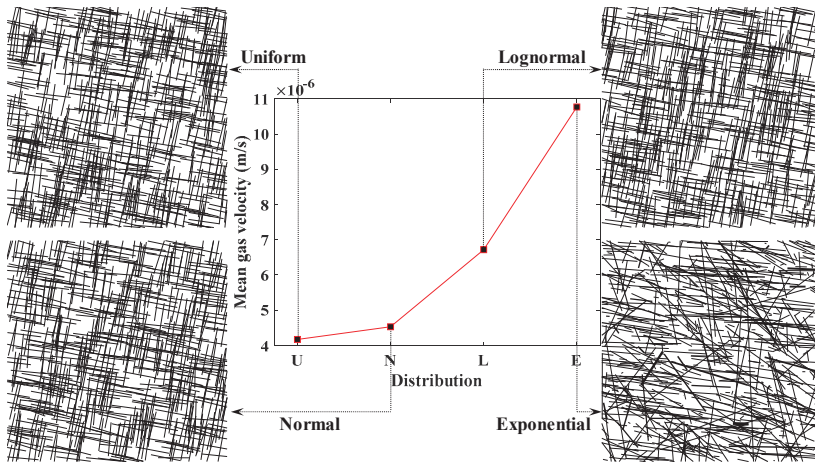 Uniform
Lognormal
×10⁻⁶
11
10
9
8
7
6
5
4
Mean gas velocity (m/s)
U N L E
Distribution
Normal
Exponential